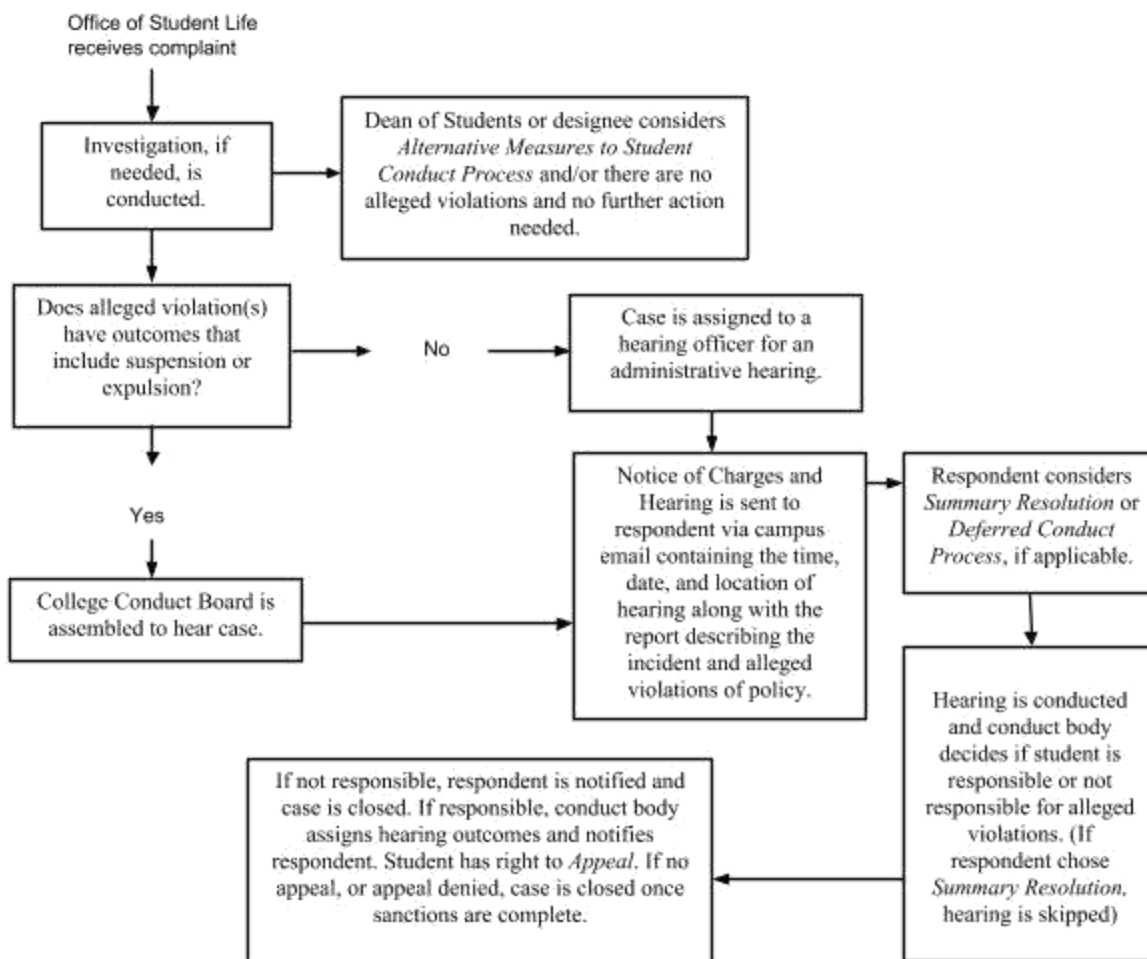 Office of Student Life
receives complaint
Investigation, if
needed, is
conducted.
Dean of Students or designee considers
Alternative Measures to Student
Conduct Process and/or there are no
alleged violations and no further action
needed.
Does alleged violation(s)
have outcomes that
include suspension or
expulsion?
No
Case is assigned to a
hearing officer for an
administrative hearing.
Yes
College Conduct Board is
assembled to hear case.
Notice of Charges and
Hearing is sent to
respondent via campus
email containing the time,
date, and location of
hearing along with the
report describing the
incident and alleged
violations of policy.
Respondent considers
Summary Resolution or
Deferred Conduct
Process, if applicable.
Hearing is conducted
and conduct body
decides if student is
responsible or not
responsible for alleged
violations. (If
respondent chose
Summary Resolution,
hearing is skipped)
If not responsible, respondent is notified and
case is closed. If responsible, conduct body
assigns hearing outcomes and notifies
respondent. Student has right to Appeal. If no
appeal, or appeal denied, case is closed once
sanctions are complete.